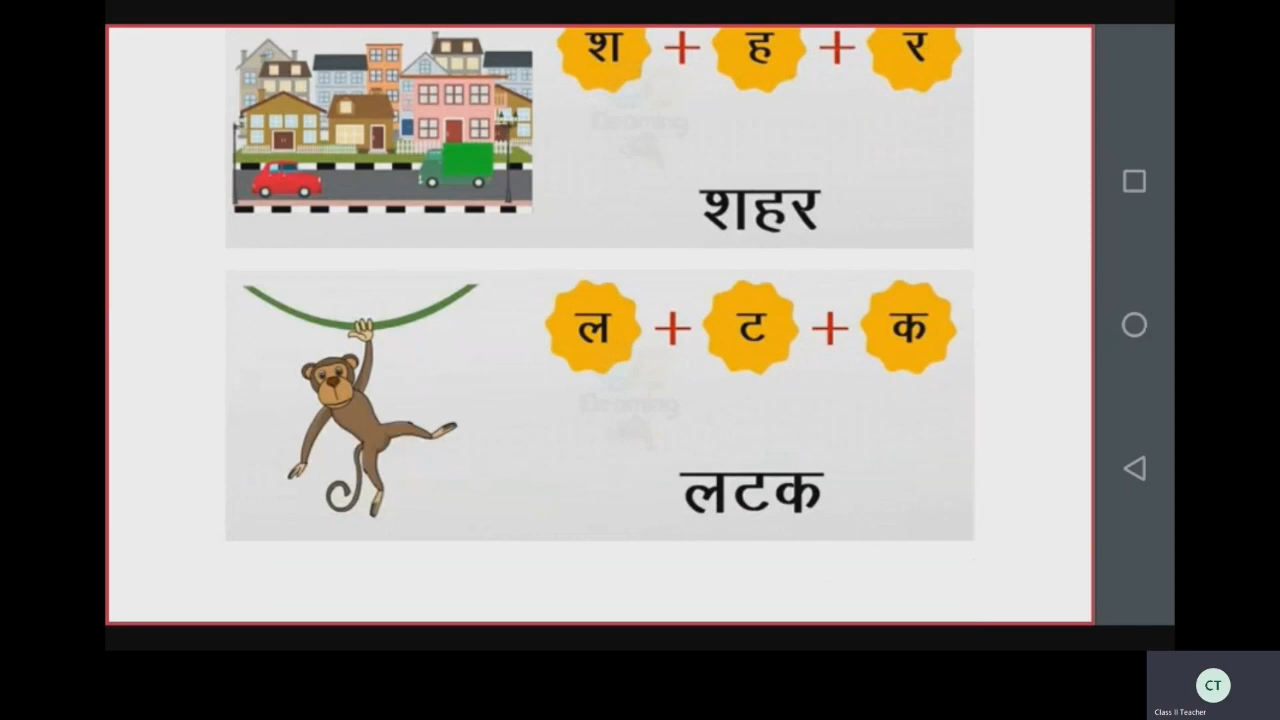 श + ह + र
शहर
ल + ट + क
लटक
CT
Class II Teacher